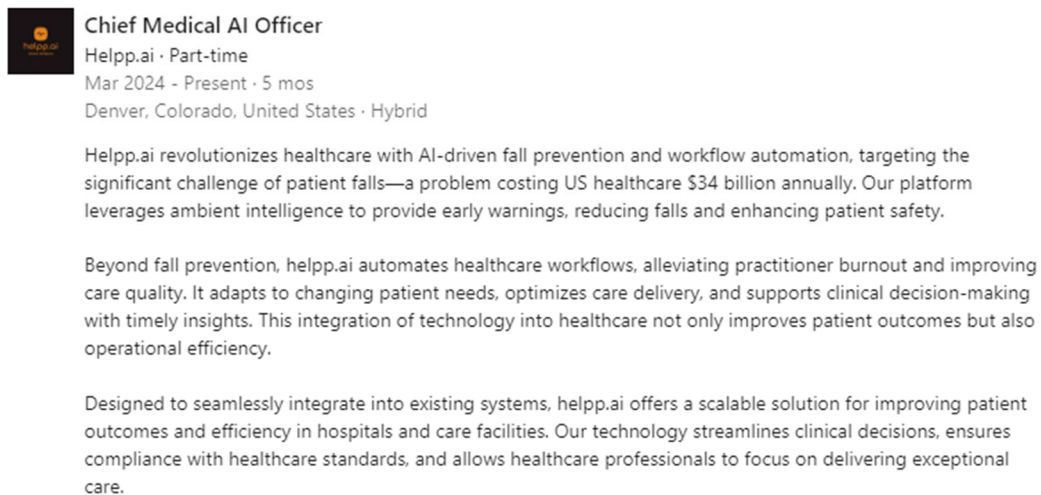 helpp.ai
Chief Medical AI Officer
Helpp.ai · Part-time
Mar 2024 - Present · 5 mos
Denver, Colorado, United States · Hybrid
Helpp.ai revolutionizes healthcare with AI-driven fall prevention and workflow automation, targeting the
significant challenge of patient falls—a problem costing US healthcare $34 billion annually. Our platform
leverages ambient intelligence to provide early warnings, reducing falls and enhancing patient safety.
Beyond fall prevention, helpp.ai automates healthcare workflows, alleviating practitioner burnout and improving
care quality. It adapts to changing patient needs, optimizes care delivery, and supports clinical decision-making
with timely insights. This integration of technology into healthcare not only improves patient outcomes but also
operational efficiency.
Designed to seamlessly integrate into existing systems, helpp.ai offers a scalable solution for improving patient
outcomes and efficiency in hospitals and care facilities. Our technology streamlines clinical decisions, ensures
compliance with healthcare standards, and allows healthcare professionals to focus on delivering exceptional
care.